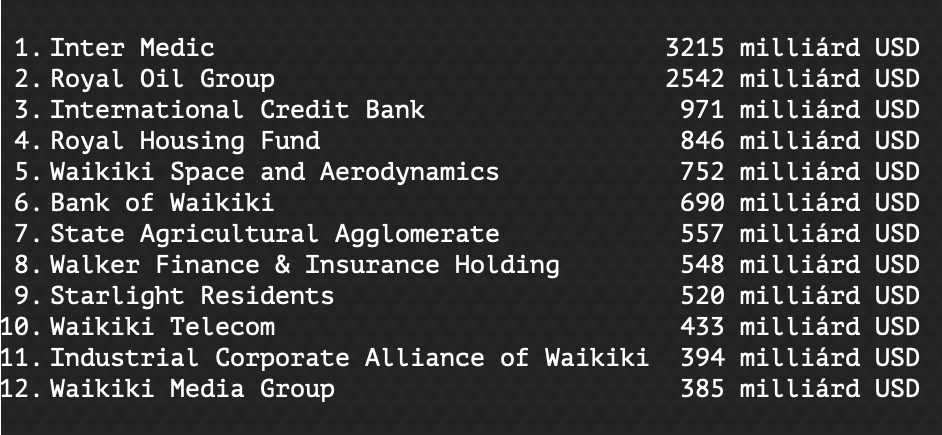 1. Inter Medic 3215 milliárd USD
2. Royal Oil Group 2542 milliárd USD
3. International Credit Bank 971 milliárd USD
4. Royal Housing Fund 846 milliárd USD
5. Waikiki Space and Aerodynamics 752 milliárd USD
6. Bank of Waikiki 690 milliárd USD
7. State Agricultural Agglomerate 557 milliárd USD
8. Walker Finance & Insurance Holding 548 milliárd USD
9. Starlight Residents 520 milliárd USD
10. Waikiki Telecom 433 milliárd USD
11. Industrial Corporate Alliance of Waikiki 394 milliárd USD
12. Waikiki Media Group 385 milliárd USD